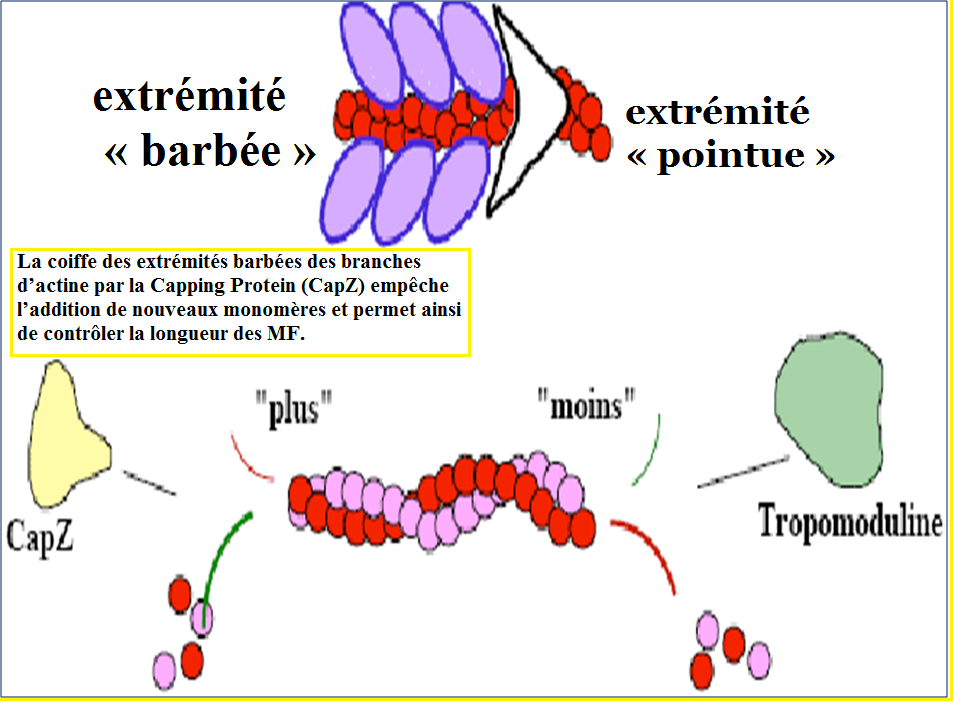 extrémité
« barbée »
extrémité
« pointue »
La coiffe des extrémités barbées des branches
d’actine par la Capping Protein (CapZ) empêche
l’addition de nouveaux monomères et permet ainsi
de contrôler la longueur des MF.
"plus"
"moins"
CapZ
Tropomoduline